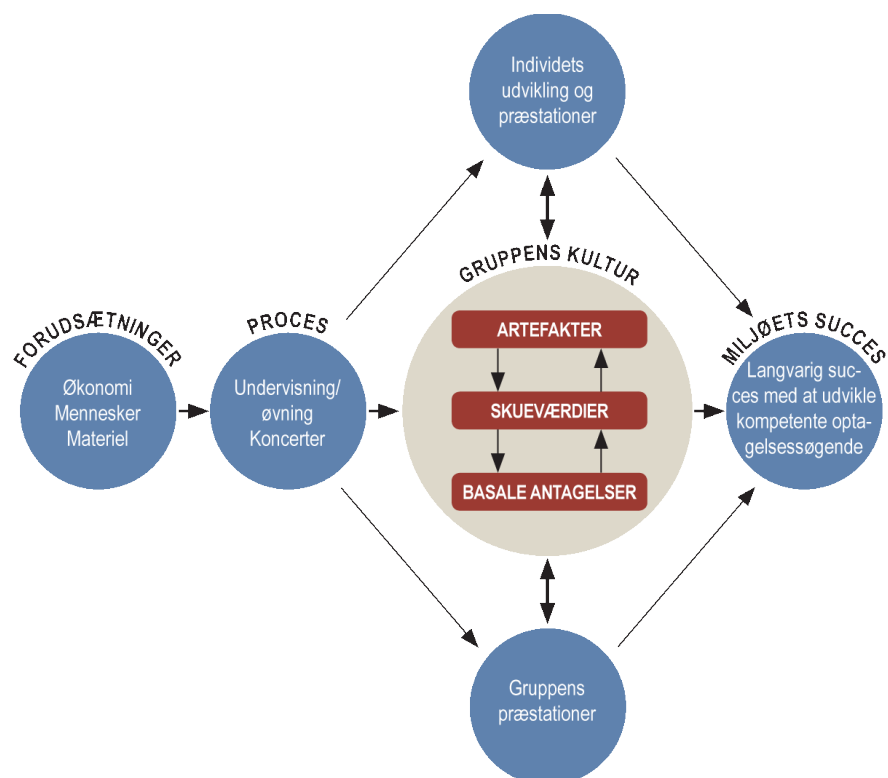 Individets
udvikling og
præstationer
GRUPPENS KULTUR
FORUDSÆTNINGER
PROCES
MILJØETS SUCCES
ARTEFAKTER
Økonomi
Mennesker
Materiel
Undervisning/
øvning
Koncerter
SKUEVÆRDIER
Langvarig suc-
ces med at udvikle
kompetente opta-
gelsessøgende
BASALE ANTAGELSER
Gruppens
præstationer